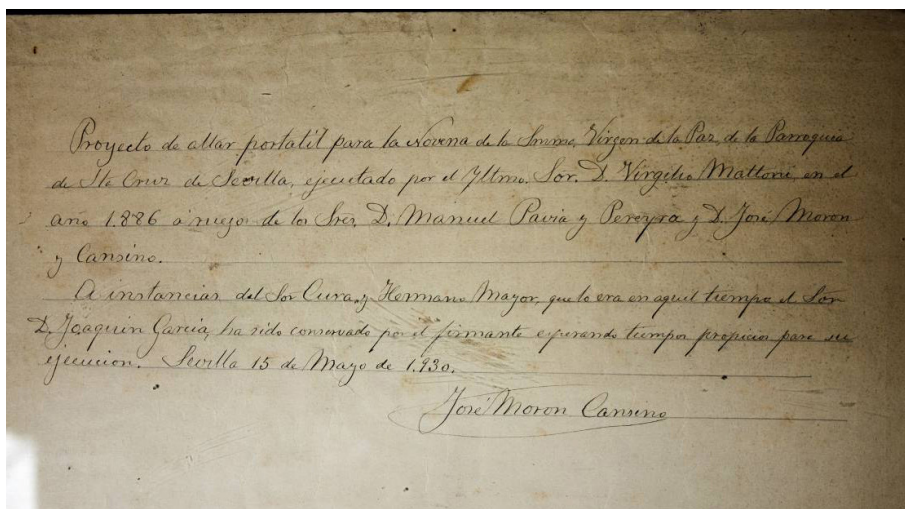 Proyecto de altar portatil para la Novena de la Smma. Virgen de la Paz, de la Parroquia
de Sta Cruz de Sevilla, ejecutado por el Yltmo. Sor. D. Virgilio Mattoni, en el
año 1.886 á ruegos de los Sres. D. Manuel Pavia y Pereyra y D. José Moron
y Cansino.
A instancias del Sor Cura, y Hermano Mayor, que lo era en aquel tiempo el Sor
D. Joaquin Garcia, ha sido conservado por el firmante esperando tiempos propicios para su
ejecucion. Sevilla 15 de Mayo de 1.930.
José Moron Cansino